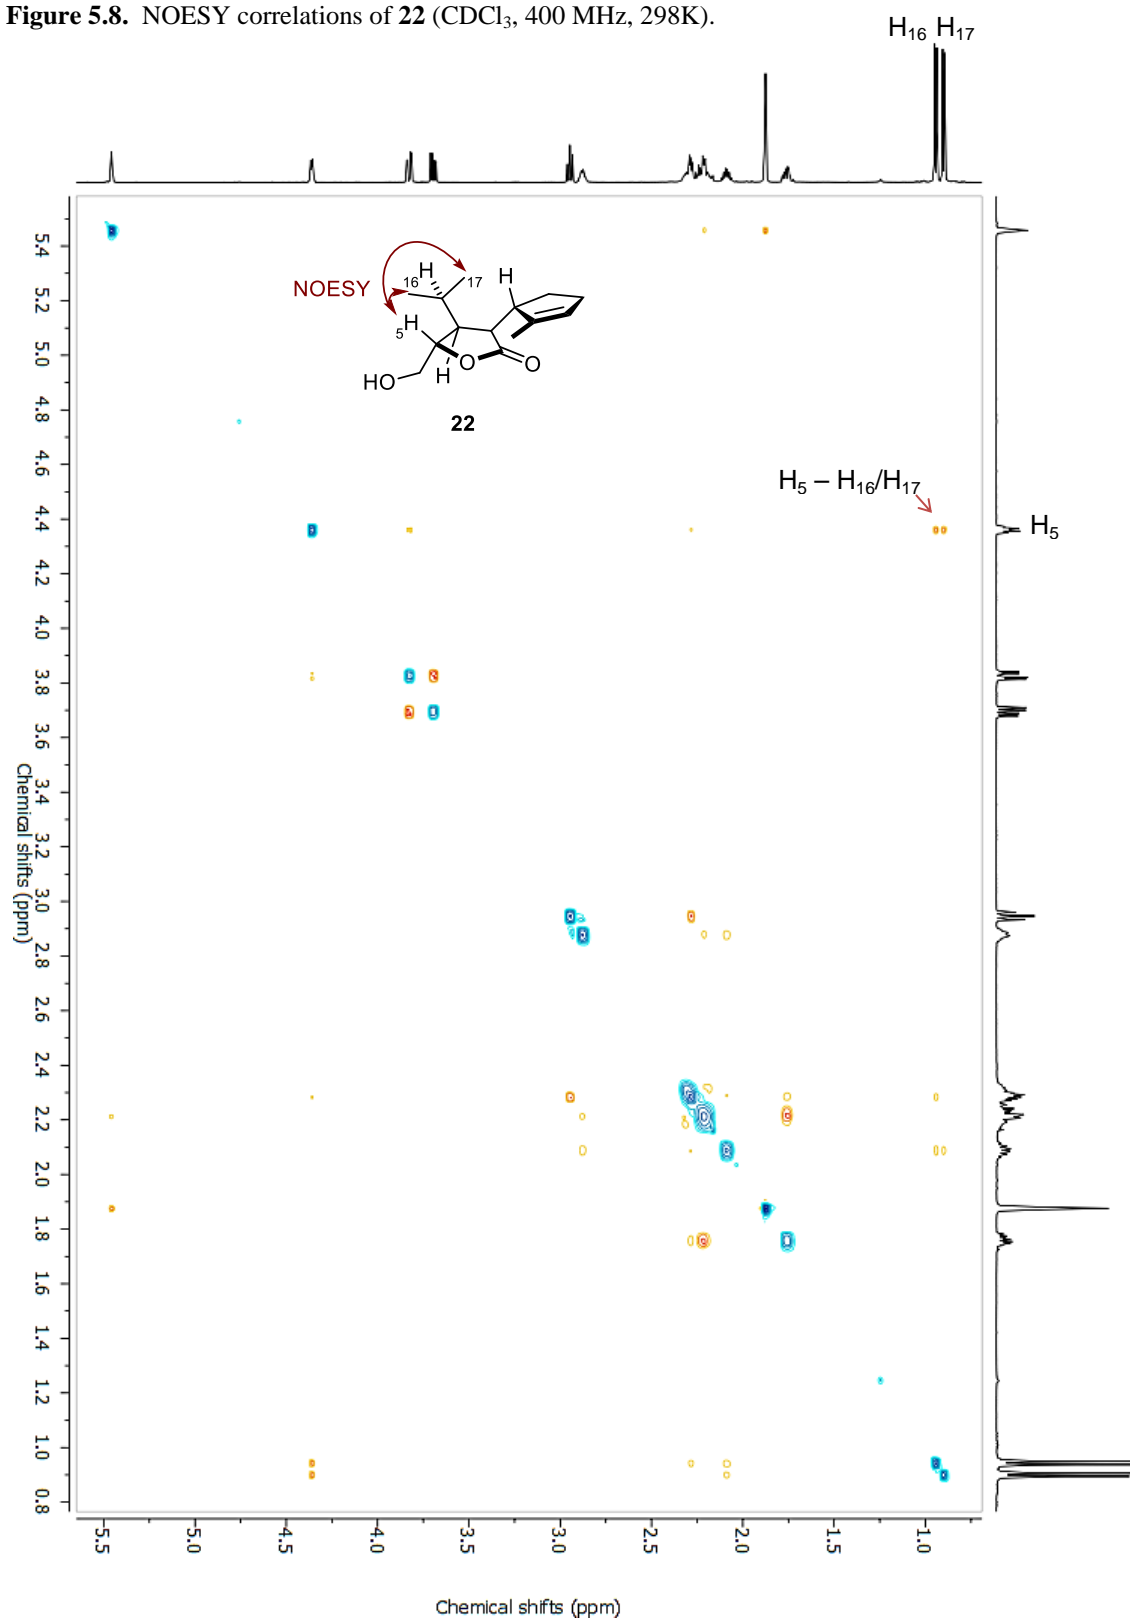 Figure 5.8. NOESY correlations of 22 (CDCl₃, 400 MHz, 298K).
H₁₆ H₁₇
5.4
5.2
5.0
4.8
4.6
4.4
4.2
4.0
3.8
3.6
3.4
3.2
3.0
2.8
2.6
2.4
2.2
2.0
1.8
1.6
1.4
1.2
1.0
0.8
Chemical shifts (ppm)
NOESY
H
16
17
H
5
H
H
O
O
HO
22
H₅ – H₁₆/H₁₇
H₅
5.5
5.0
4.5
4.0
3.5
3.0
2.5
2.0
1.5
1.0
Chemical shifts (ppm)